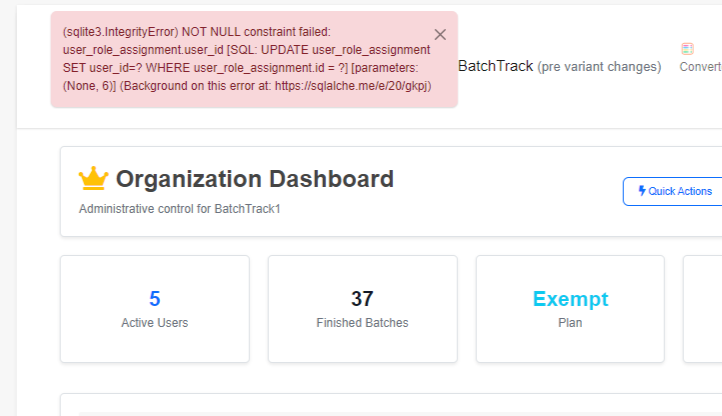 (sqlite3.IntegrityError) NOT NULL constraint failed:
user_role_assignment.user_id [SQL: UPDATE user_role_assignment
SET user_id=? WHERE user_role_assignment.id = ?] [parameters:
(None, 6)] (Background on this error at: https://sqlalche.me/e/20/gkpj)
BatchTrack (pre variant changes)
Convert
Organization Dashboard
Administrative control for BatchTrack1
Quick Actions
5
Active Users
37
Finished Batches
Exempt
Plan